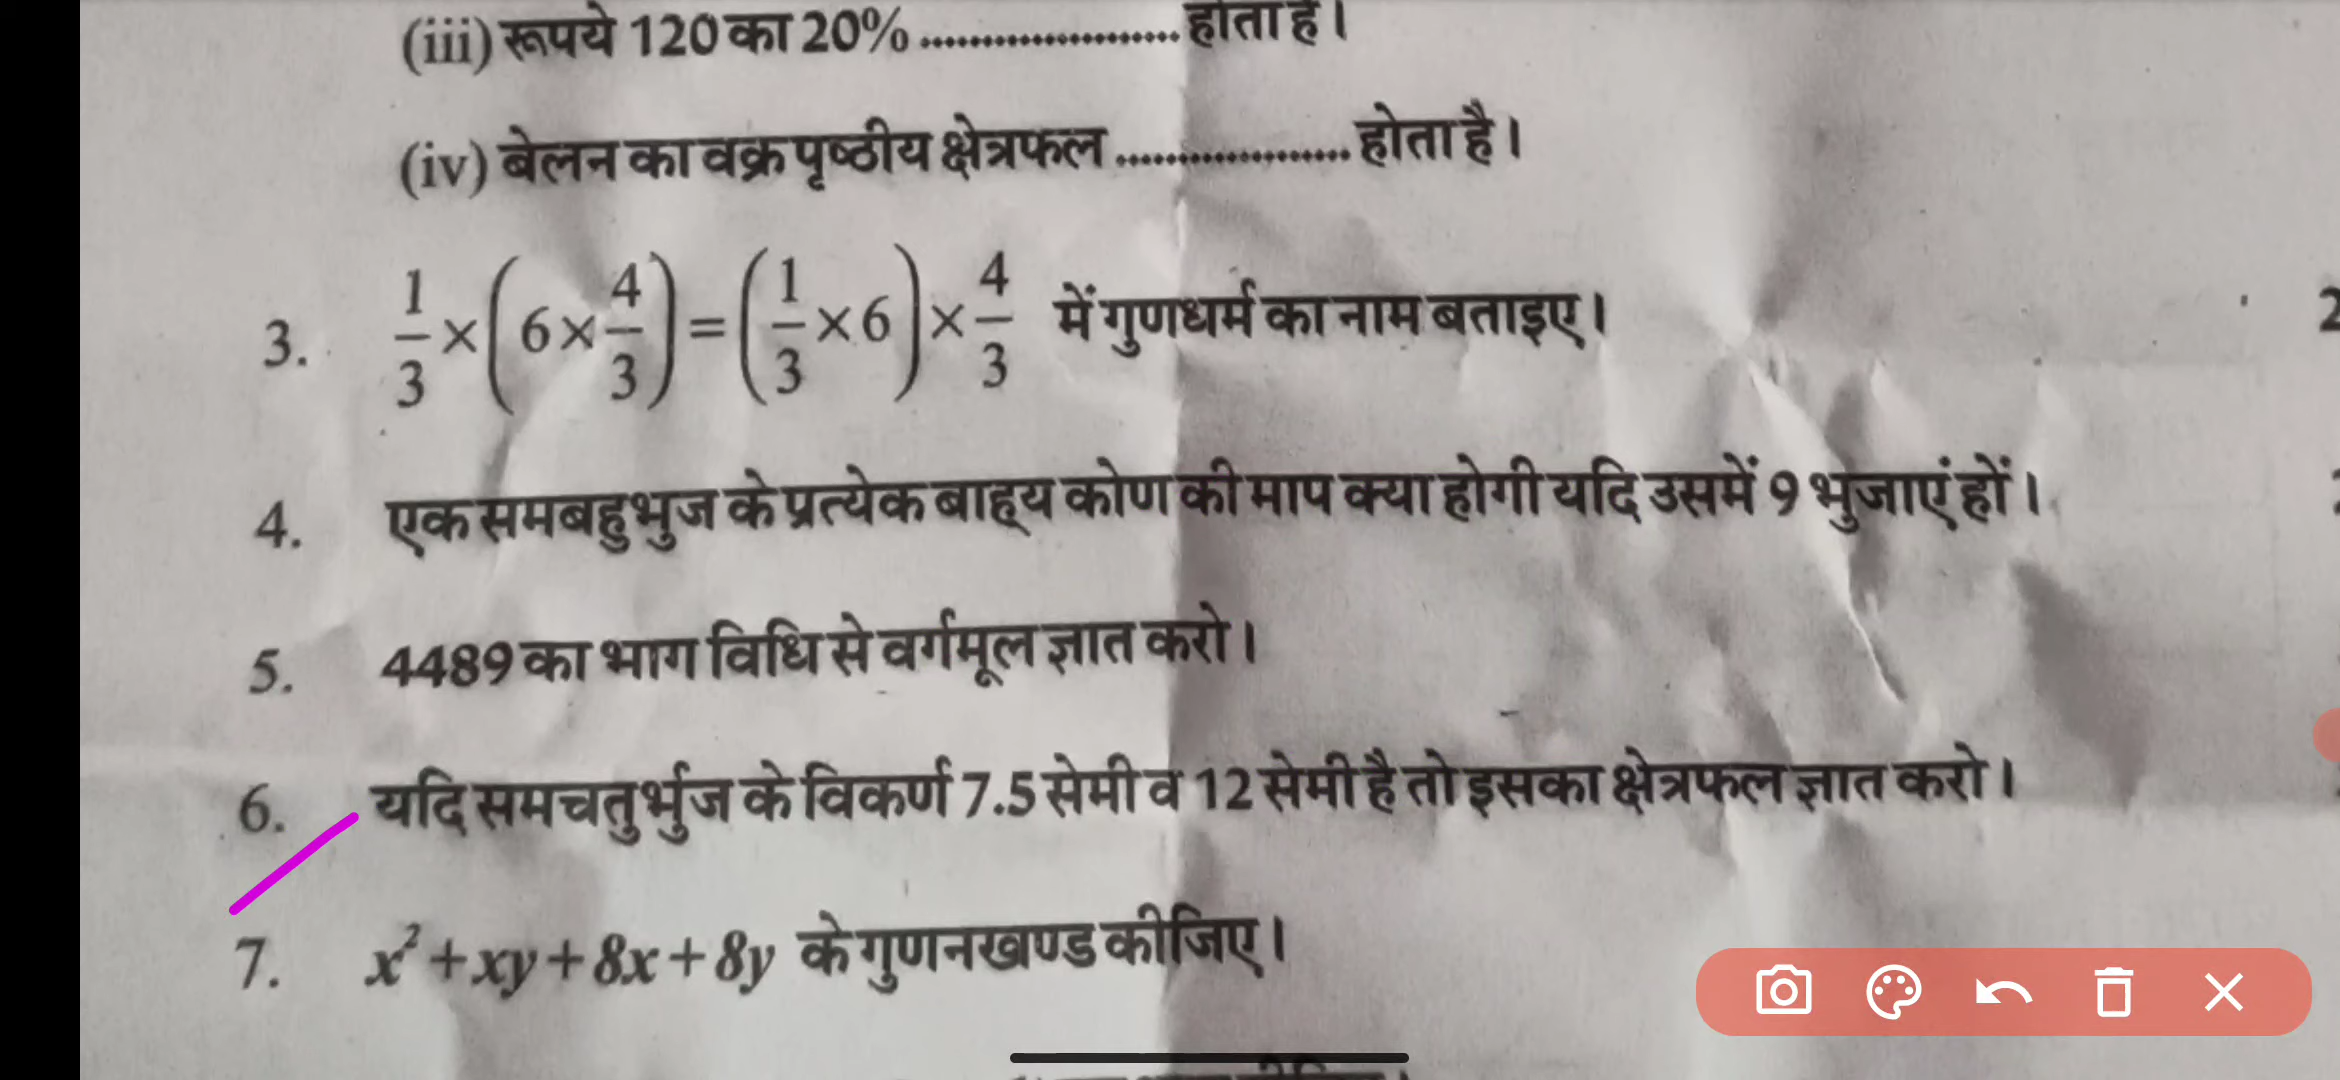 (iii) रूपये 120 का 20% ..................... होता है।
(iv) बेलन का वक्र पृष्ठीय क्षेत्रफल ................... होता है।
3. 1/3 × (6 × 4/3) = (1/3 × 6) × 4/3 में गुणधर्म का नाम बताइए। 2
4. एक समबहुभुज के प्रत्येक बाह्य कोण की माप क्या होगी यदि उसमें 9 भुजाएं हों।
5. 4489 का भाग विधि से वर्गमूल ज्ञात करो।
6. यदि समचतुर्भुज के विकर्ण 7.5 सेमी व 12 सेमी है तो इसका क्षेत्रफल ज्ञात करो।
7. x² + xy + 8x + 8y के गुणनखण्ड कीजिए।